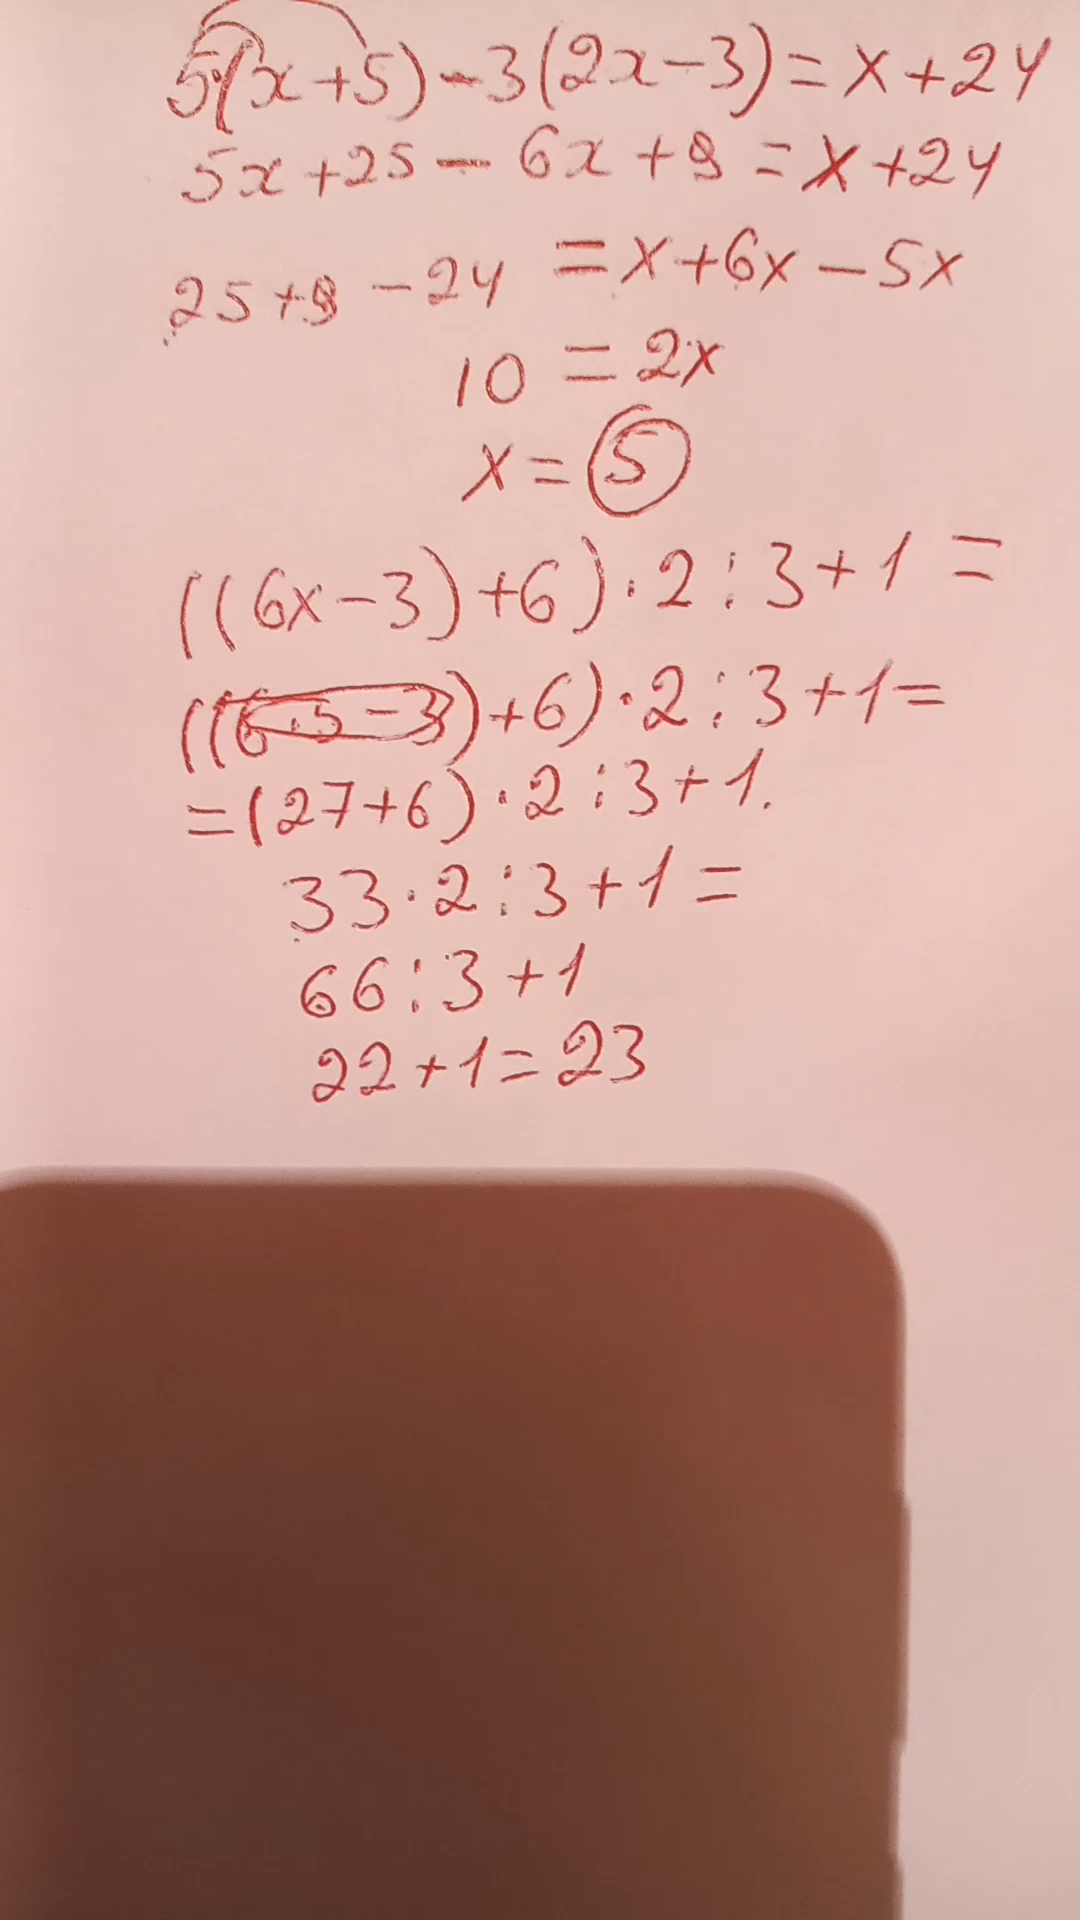 5(x+5)-3(2x-3)=x+24
5x+25-6x+9=x+24
25+9-24=x+6x-5x
10=2x
x=5
((6x-3)+6)·2:3+1=
((6·5-3)+6)·2:3+1=
=(27+6)·2:3+1.
33·2:3+1=
66:3+1
22+1=23